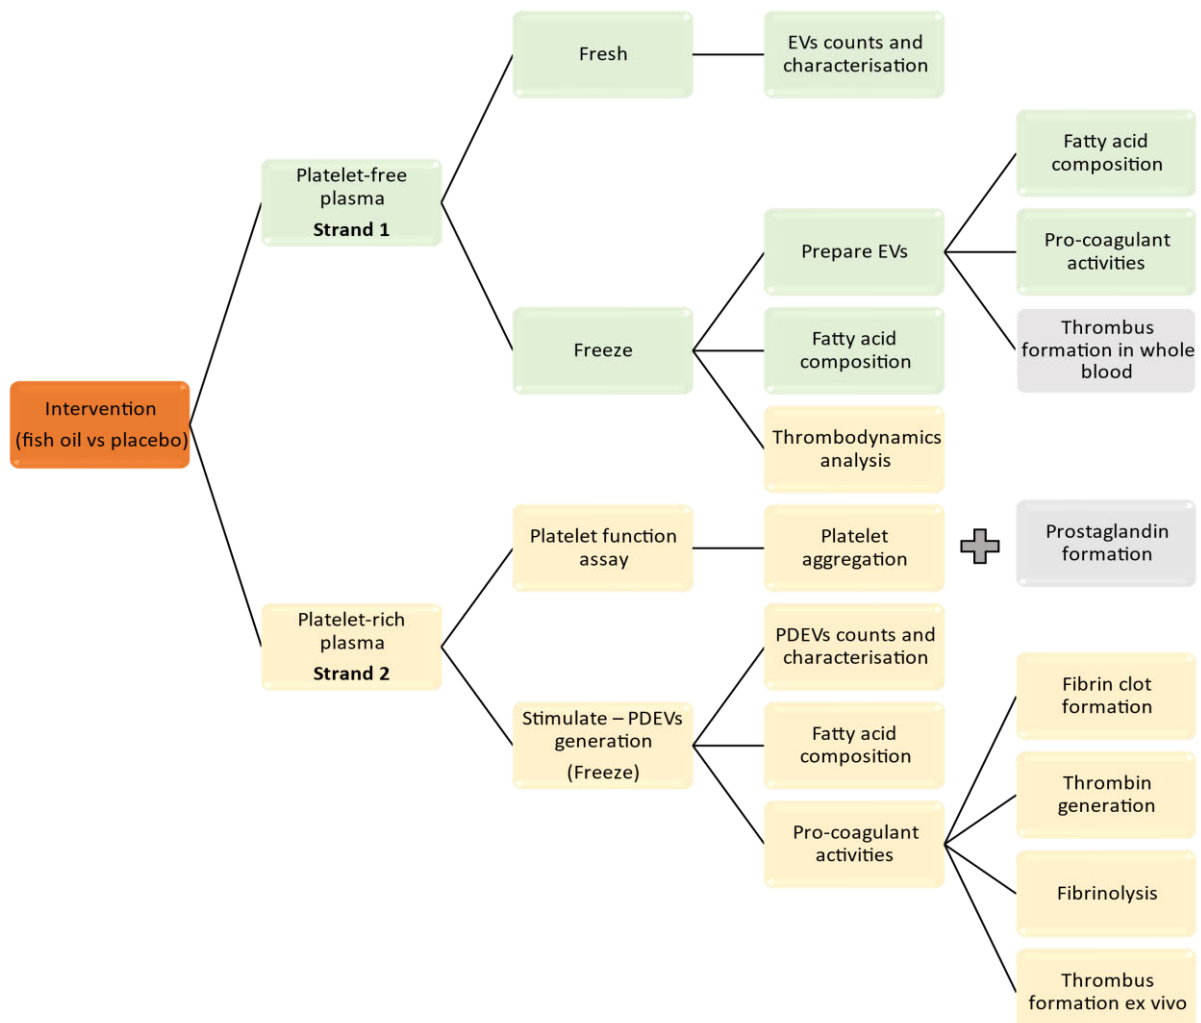 Intervention
(fish oil vs placebo)
Platelet-free
plasma
Strand 1
Fresh
EVs counts and
characterisation
Freeze
Prepare EVs
Fatty acid
composition
Pro-coagulant
activities
Thrombus
formation in whole
blood
Fatty acid
composition
Thrombodynamics
analysis
Platelet-rich
plasma
Strand 2
Platelet function
assay
Platelet
aggregation
Prostaglandin
formation
Stimulate – PDEVs
generation
(Freeze)
PDEVs counts and
characterisation
Fatty acid
composition
Pro-coagulant
activities
Fibrin clot
formation
Thrombin
generation
Fibrinolysis
Thrombus
formation ex vivo